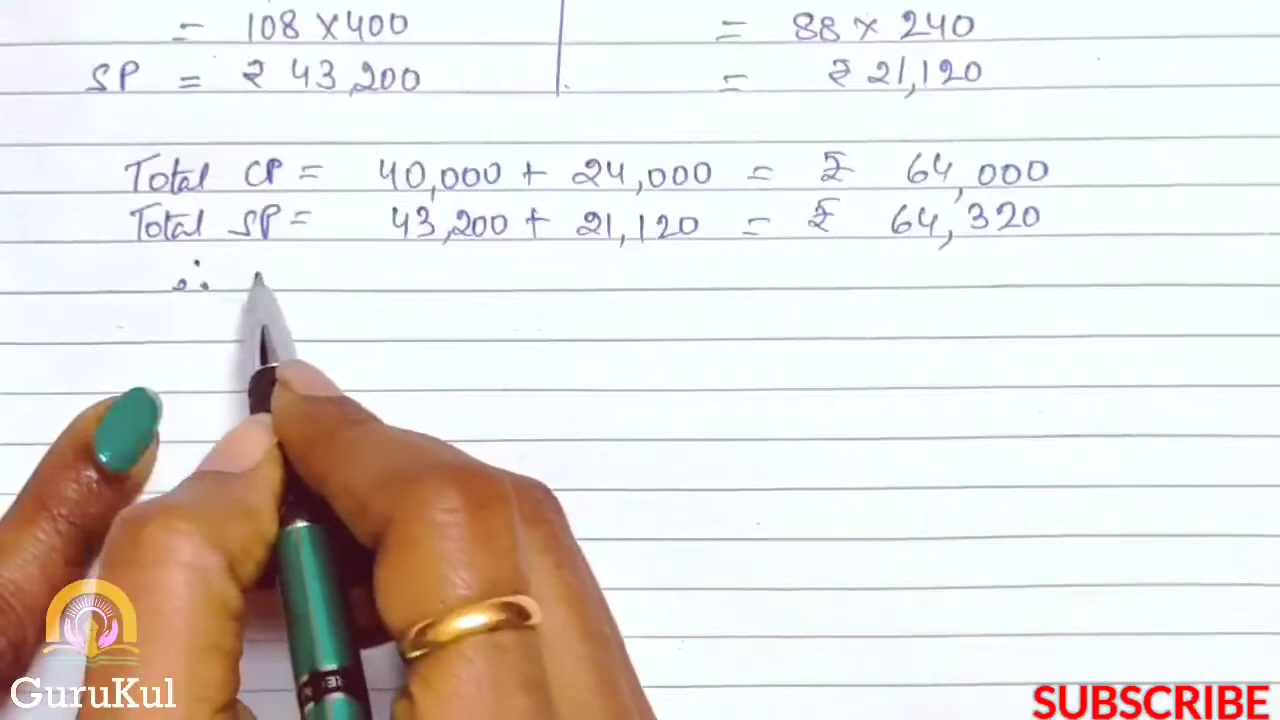 = 108 × 400
SP = ₹ 43,200
= 88 × 240
= ₹ 21,120
Total CP = 40,000 + 24,000 = ₹ 64,000
Total SP = 43,200 + 21,120 = ₹ 64,320
∴
GuruKul
SUBSCRIBE